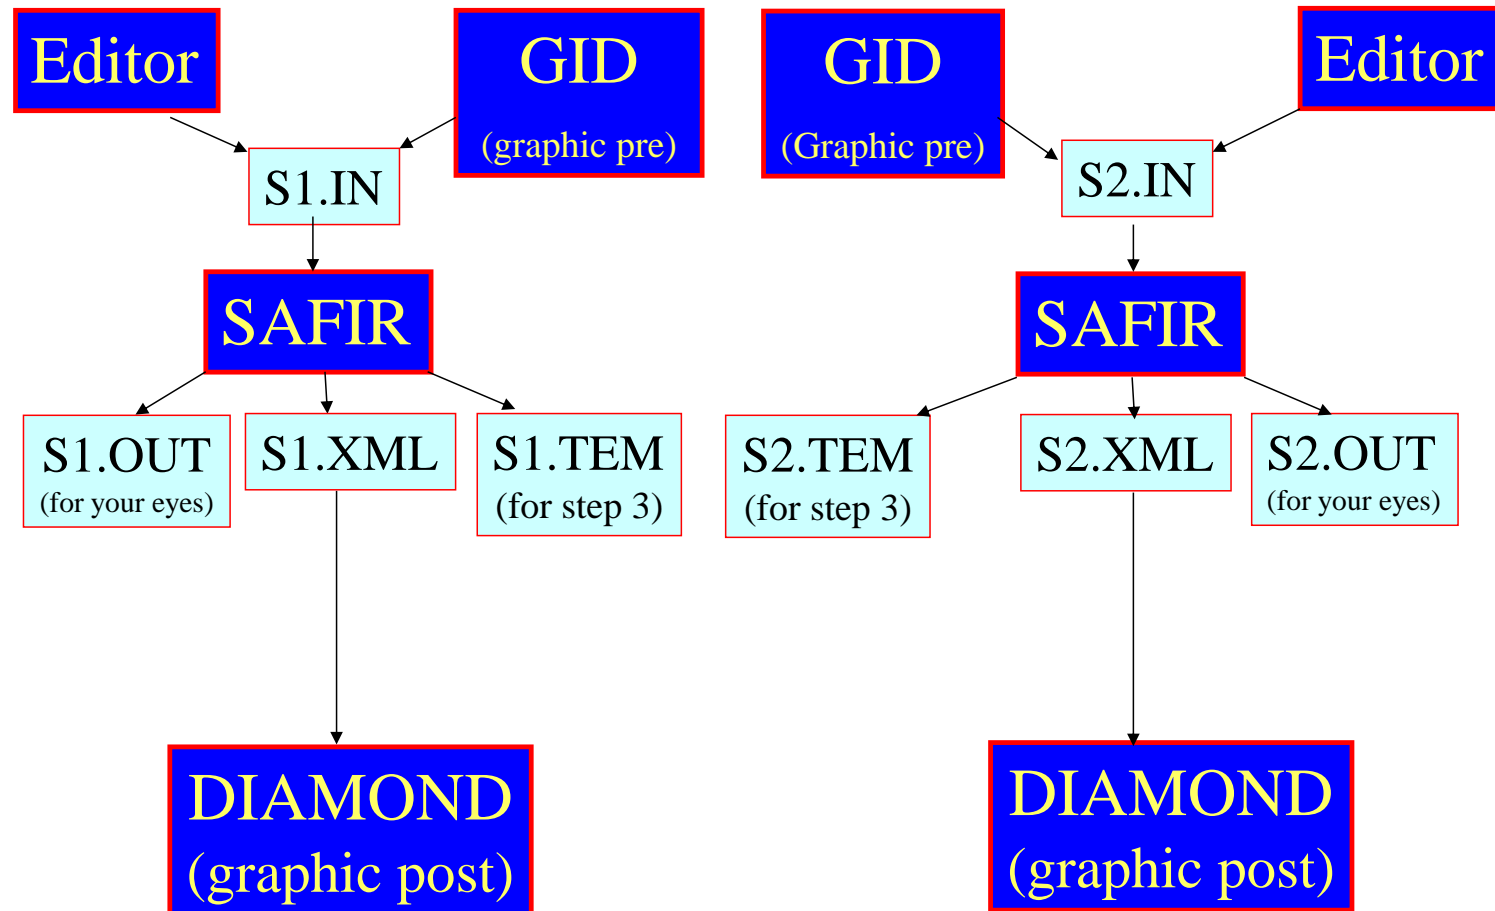 Editor
GID
(graphic pre)
S1.IN
SAFIR
S1.OUT
(for your eyes)
S1.XML
S1.TEM
(for step 3)
DIAMOND
(graphic post)
GID
(Graphic pre)
Editor
S2.IN
SAFIR
S2.TEM
(for step 3)
S2.XML
S2.OUT
(for your eyes)
DIAMOND
(graphic post)